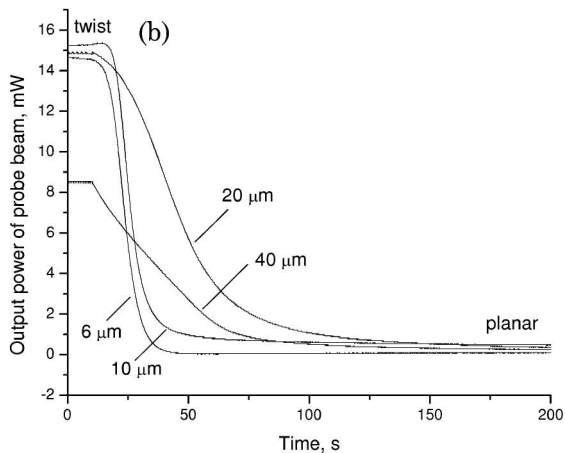 twist (b)
16
14
12
10
8
6
4
2
0
-2
Output power of probe beam, mW
20 μm
40 μm
6 μm
10 μm
planar
0 50 100 150 200
Time, s